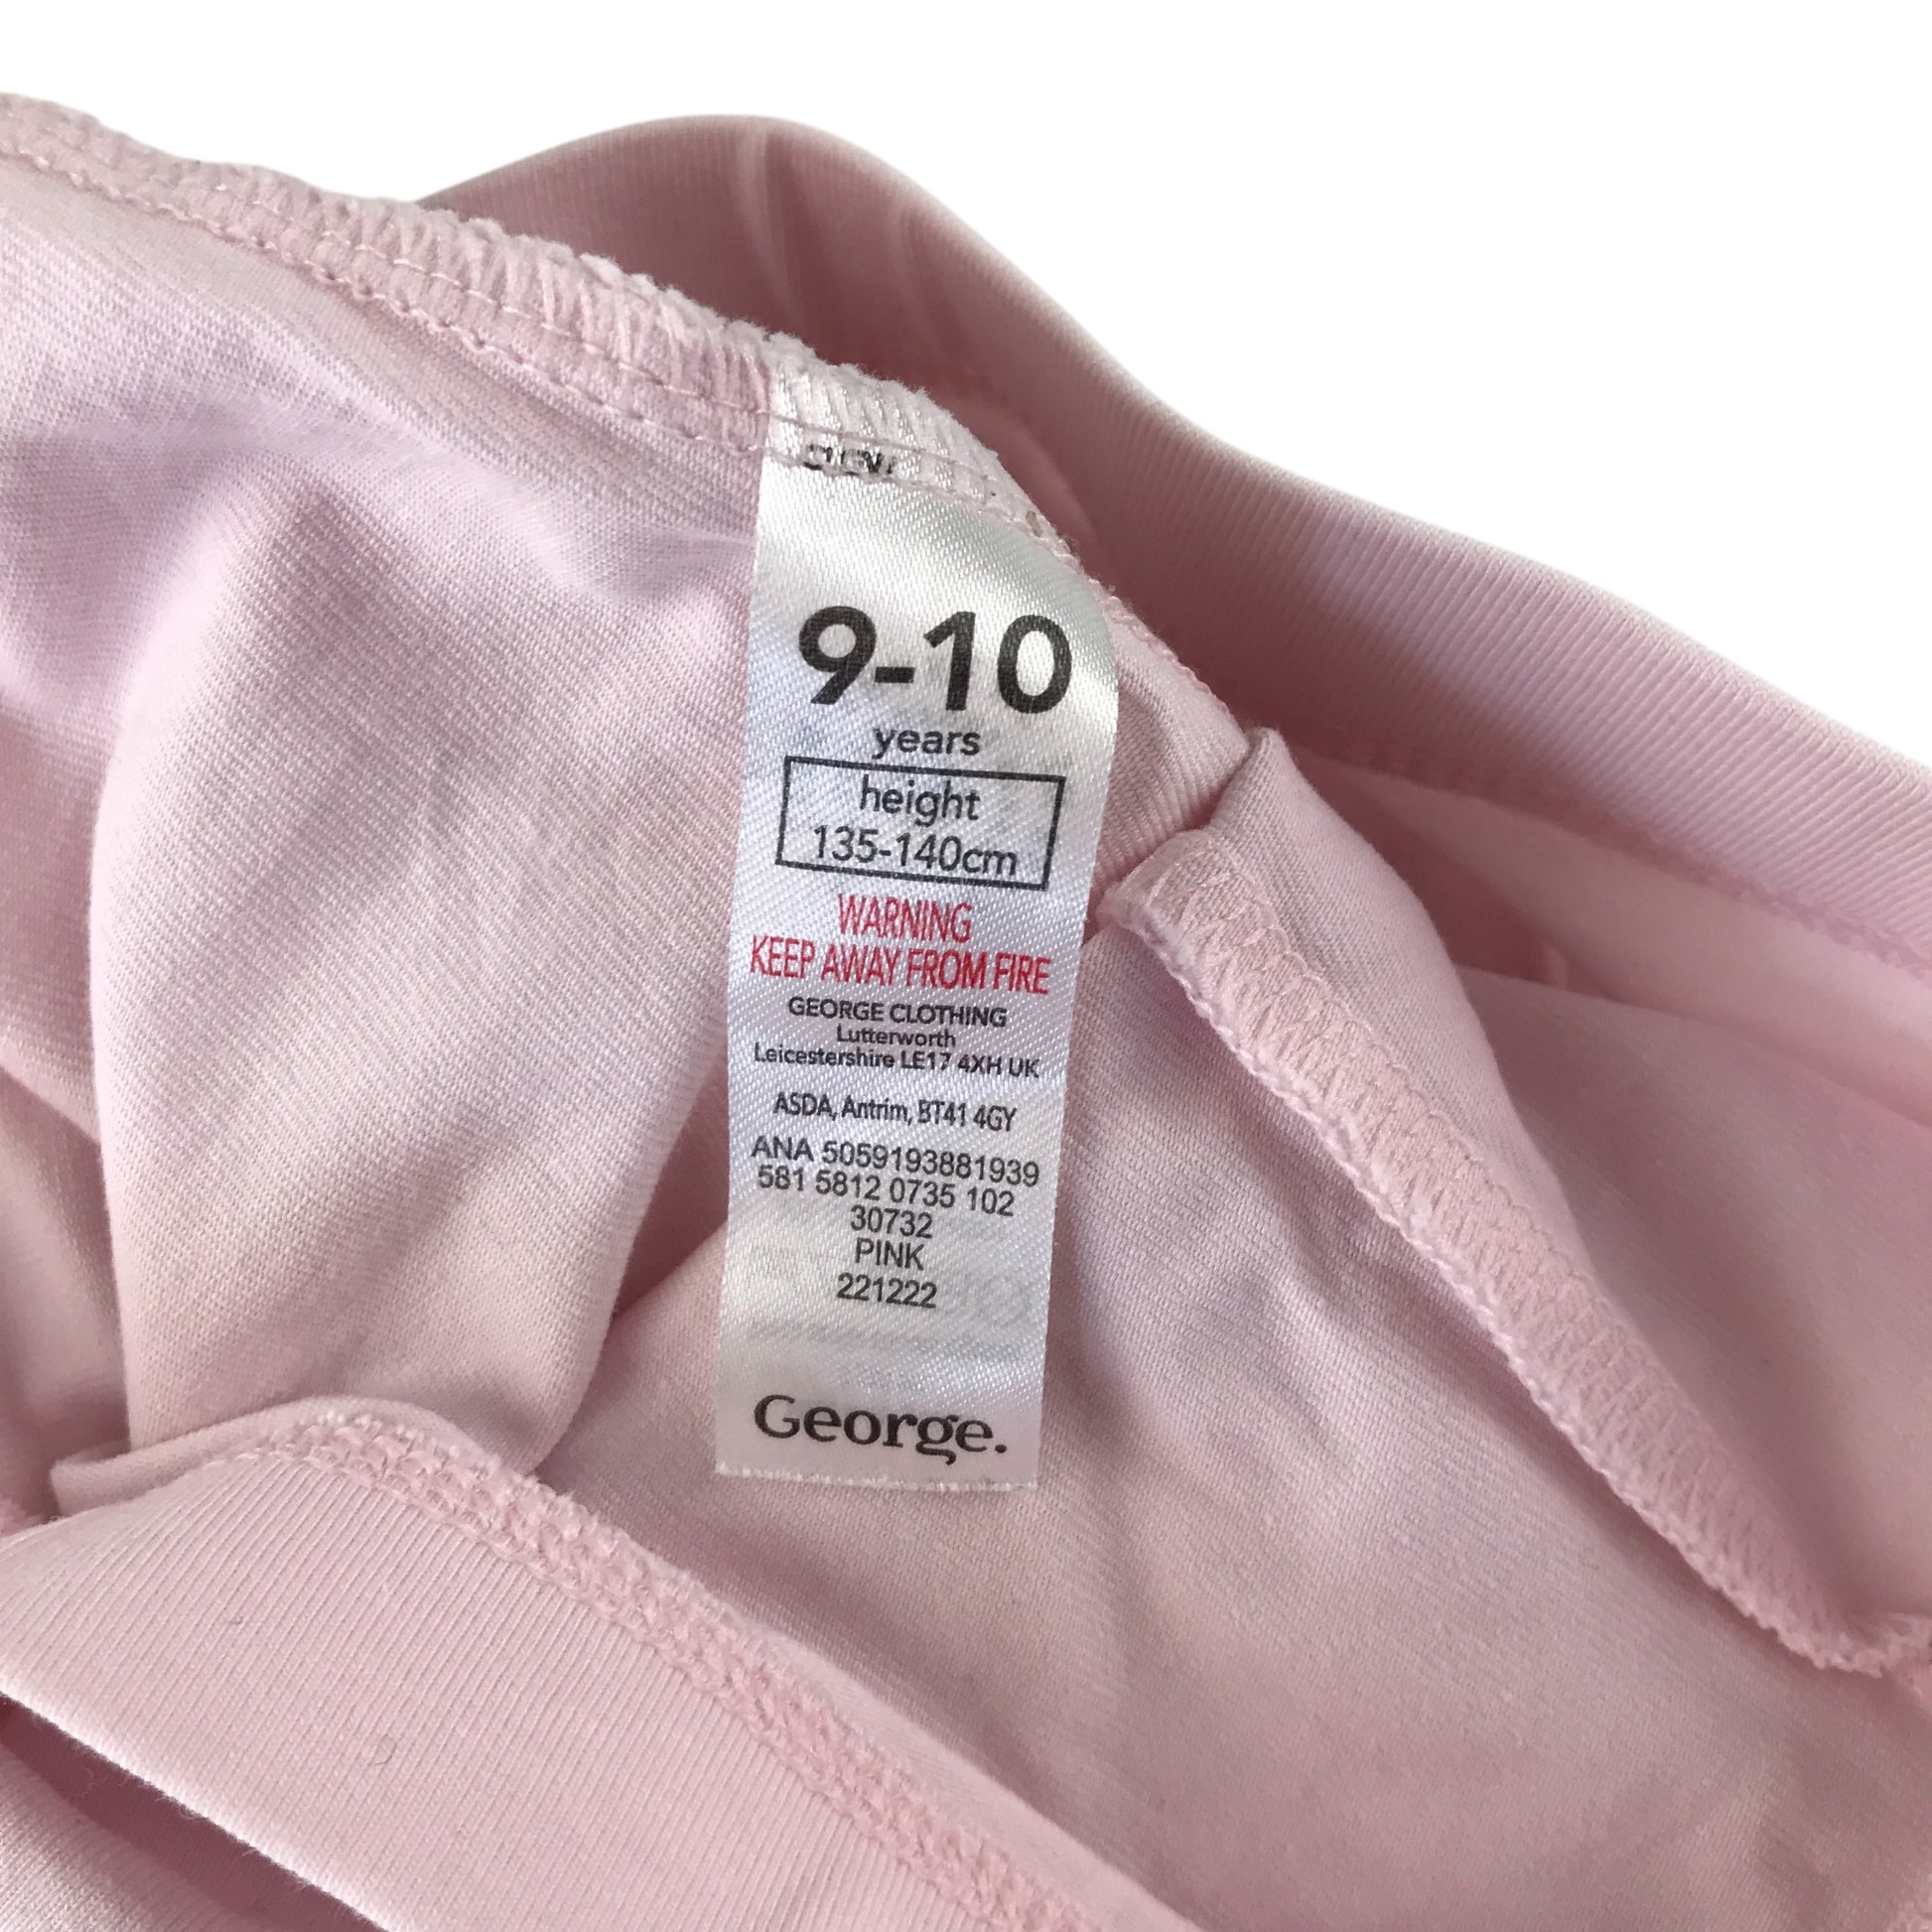 9-10
years
height
135-140cm
WARNING
KEEP AWAY FROM FIRE
GEORGE CLOTHING
Lutterworth
Leicestershire LE17 4XH UK
ASDA, Antrim, BT41 4GY
ANA 5059193881939
581 5812 0735 102
30732
PINK
221222
George.